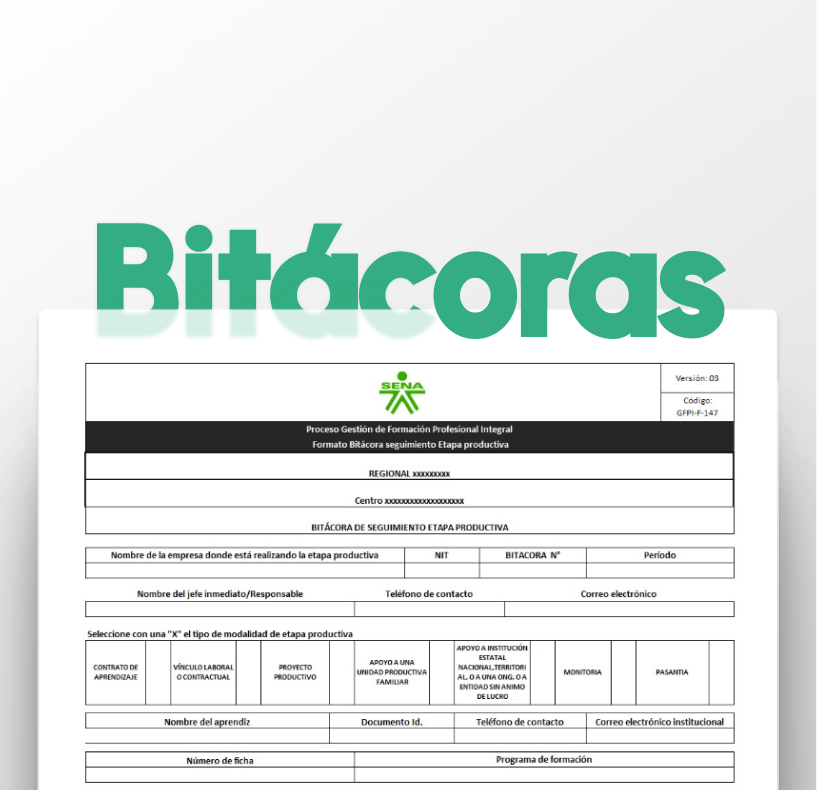 Bitácoras
SENA
Versión: 03
Código:
GFPI-F-147
Proceso Gestión de Formación Profesional Integral
Formato Bitácora seguimiento Etapa productiva
REGIONAL xxxxxxxxx
Centro xxxxxxxxxxxxxxxxxxx
BITÁCORA DE SEGUIMIENTO ETAPA PRODUCTIVA
Nombre de la empresa donde está realizando la etapa productiva
NIT
BITACORA N°
Período
Nombre del jefe inmediato/Responsable
Teléfono de contacto
Correo electrónico
Seleccione con una "X" el tipo de modalidad de etapa productiva
CONTRATO DE
APRENDIZAJE
VÍNCULO LABORAL
O CONTRACTUAL
PROYECTO
PRODUCTIVO
APOYO A UNA
UNIDAD PRODUCTIVA
FAMILIAR
APOYO A INSTITUCIÓN
ESTATAL
NACIONAL,TERRITORI
AL, O A UNA ONG, O A
ENTIDAD SIN ANIMO
DE LUCRO
MONITORIA
PASANTIA
Nombre del aprendiz
Documento Id.
Teléfono de contacto
Correo electrónico institucional
Número de ficha
Programa de formación